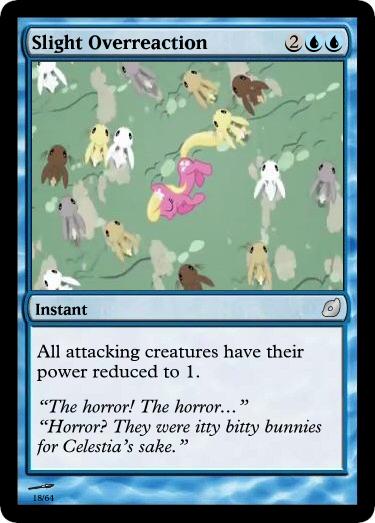 Slight Overreaction 2
Instant
All attacking creatures have their
power reduced to 1.
“The horror! The horror…”
“Horror? They were itty bitty bunnies
for Celestia’s sake.”
18/64